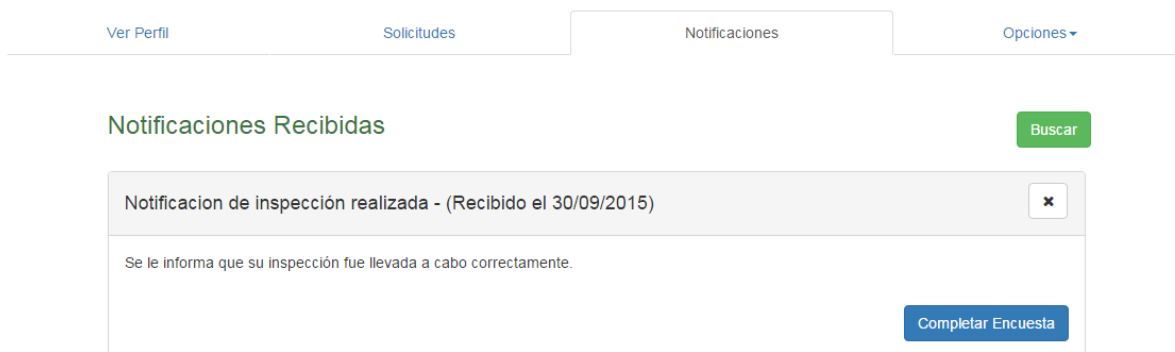 Ver Perfil Solicitudes Notificaciones Opciones
Notificaciones Recibidas Buscar
Notificacion de inspección realizada - (Recibido el 30/09/2015)
Se le informa que su inspección fue llevada a cabo correctamente.
Completar Encuesta